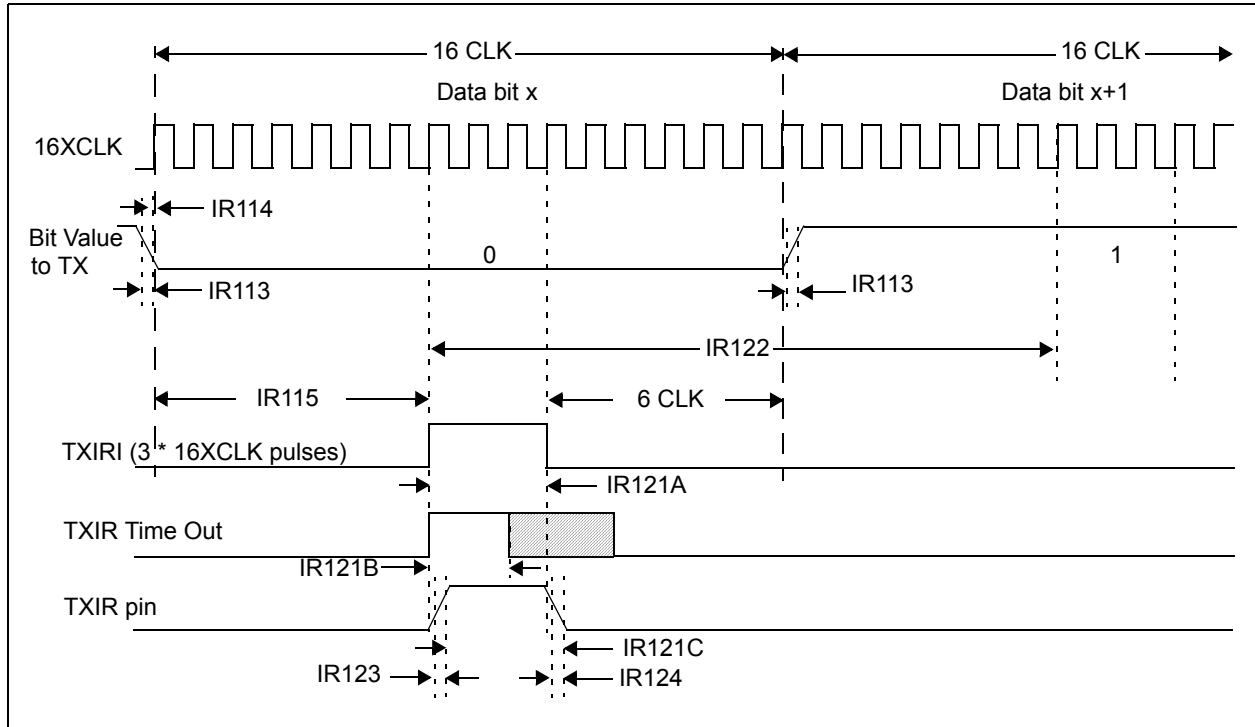 16 CLK
16 CLK
Data bit x
Data bit x+1
16XCLK
IR114
Bit Value
to TX
0
1
IR113
IR113
IR122
IR115
6 CLK
TXIRI (3 * 16XCLK pulses)
IR121A
TXIR Time Out
IR121B
TXIR pin
IR121C
IR123
IR124